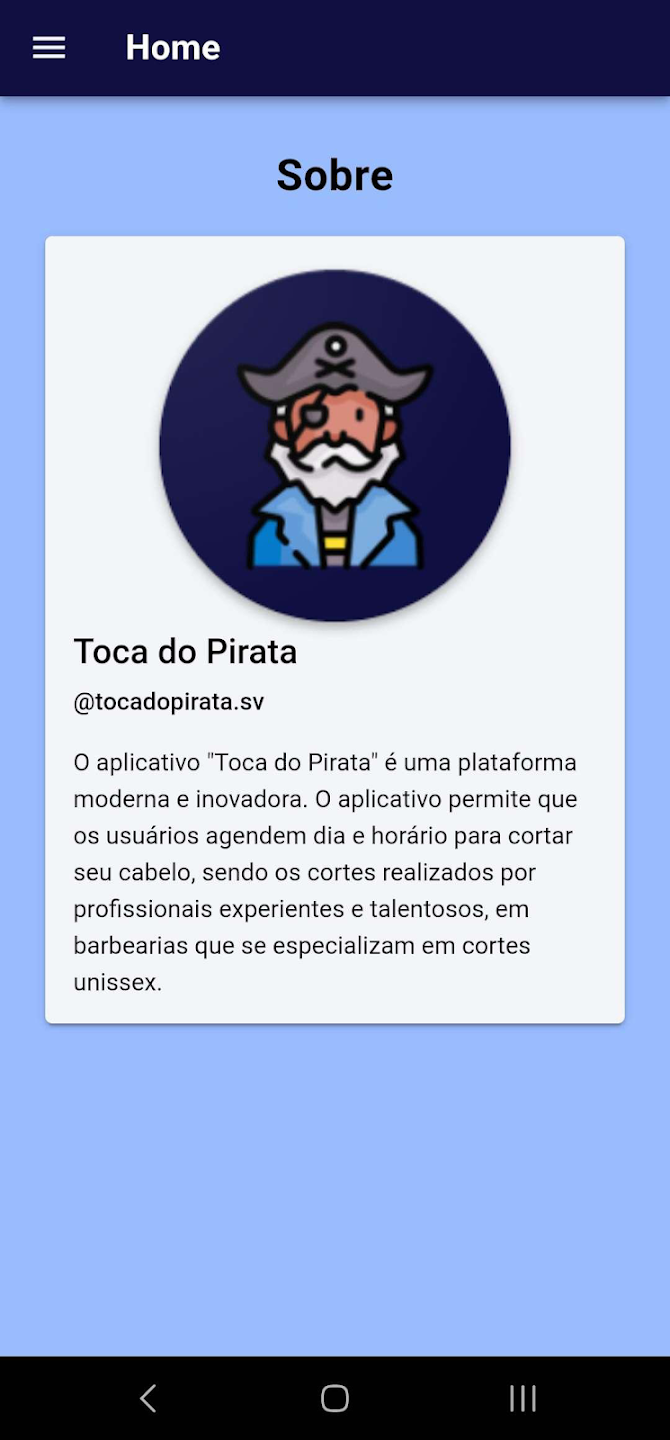 Home
Sobre
Toca do Pirata
@tocadopirata.sv
O aplicativo "Toca do Pirata" é uma plataforma
moderna e inovadora. O aplicativo permite que
os usuários agendem dia e horário para cortar
seu cabelo, sendo os cortes realizados por
profissionais experientes e talentosos, em
barbearias que se especializam em cortes
unissex.